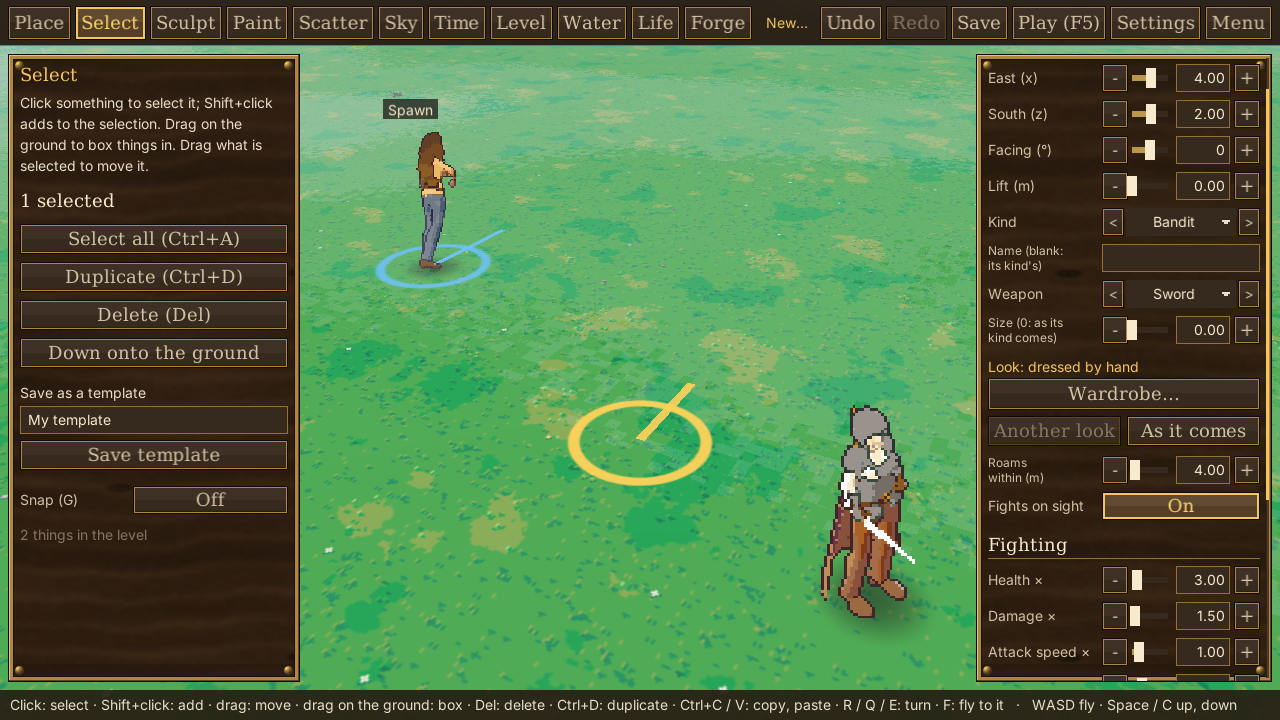 Place Select Sculpt Paint Scatter Sky Time Level Water Life Forge New... Undo Redo Save Play (F5) Settings Menu
Select
Click something to select it; Shift+click
adds to the selection. Drag on the
ground to box things in. Drag what is
selected to move it.
1 selected
Select all (Ctrl+A)
Duplicate (Ctrl+D)
Delete (Del)
Down onto the ground
Save as a template
My template
Save template
Snap (G) Off
2 things in the level
Spawn
East (x) - 4.00 +
South (z) - 2.00 +
Facing (°) - 0 +
Lift (m) - 0.00 +
Kind < Bandit >
Name (blank:
its kind's)
Weapon < Sword >
Size (0: as its
kind comes) - 0.00 +
Look: dressed by hand
Wardrobe...
Another look As it comes
Roams
within (m) - 4.00 +
Fights on sight On
Fighting
Health × - 3.00 +
Damage × - 1.50 +
Attack speed × - 1.00 +
Click: select · Shift+click: add · drag: move · drag on the ground: box · Del: delete · Ctrl+D: duplicate · Ctrl+C / V: copy, paste · R / Q / E: turn · F: fly to it · WASD fly · Space / C up, down